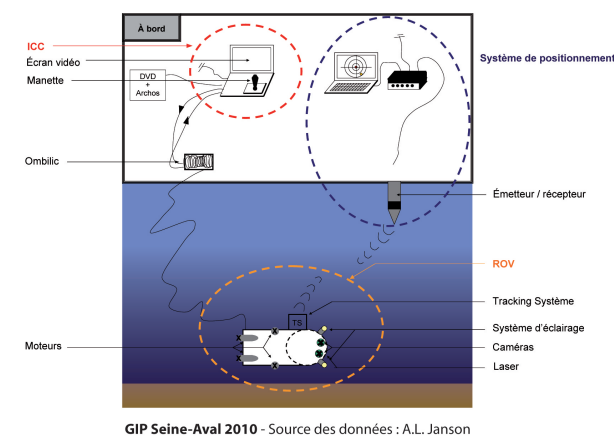 À bord
ICC
Écran vidéo
Manette
DVD
+
Archos
Système de positionnement
Ombilic
Émetteur / récepteur
ROV
Tracking Système
TS
Système d'éclairage
Moteurs
Caméras
Laser
GIP Seine-Aval 2010 - Source des données : A.L. Janson